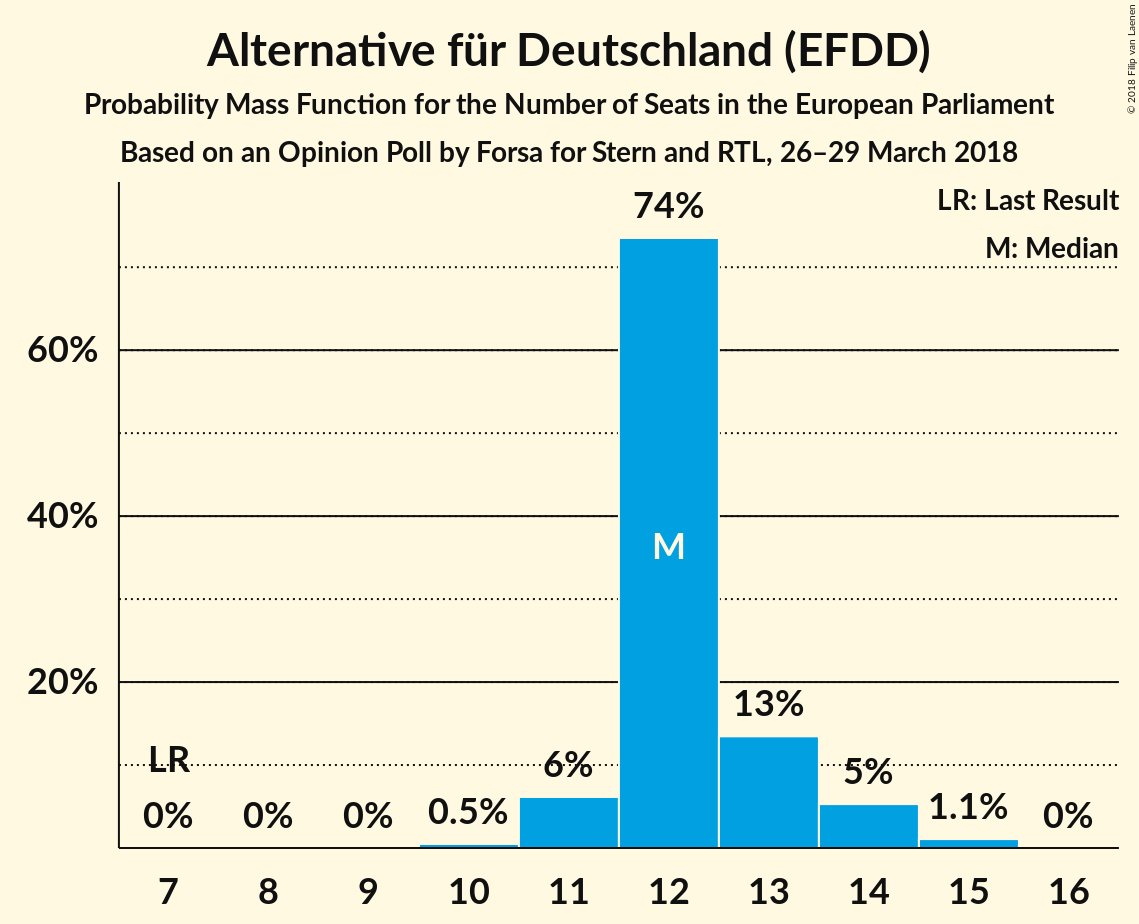 Alternative für Deutschland (EFDD)
Probability Mass Function for the Number of Seats in the European Parliament
Based on an Opinion Poll by Forsa for Stern and RTL, 26–29 March 2018
© 2018 Filip van Laenen
LR: Last Result
M: Median
60%
40%
20%
74%
M
13%
LR
6%
5%
0%
0%
0%
0.5%
1.1%
0%
7 8 9 10 11 12 13 14 15 16